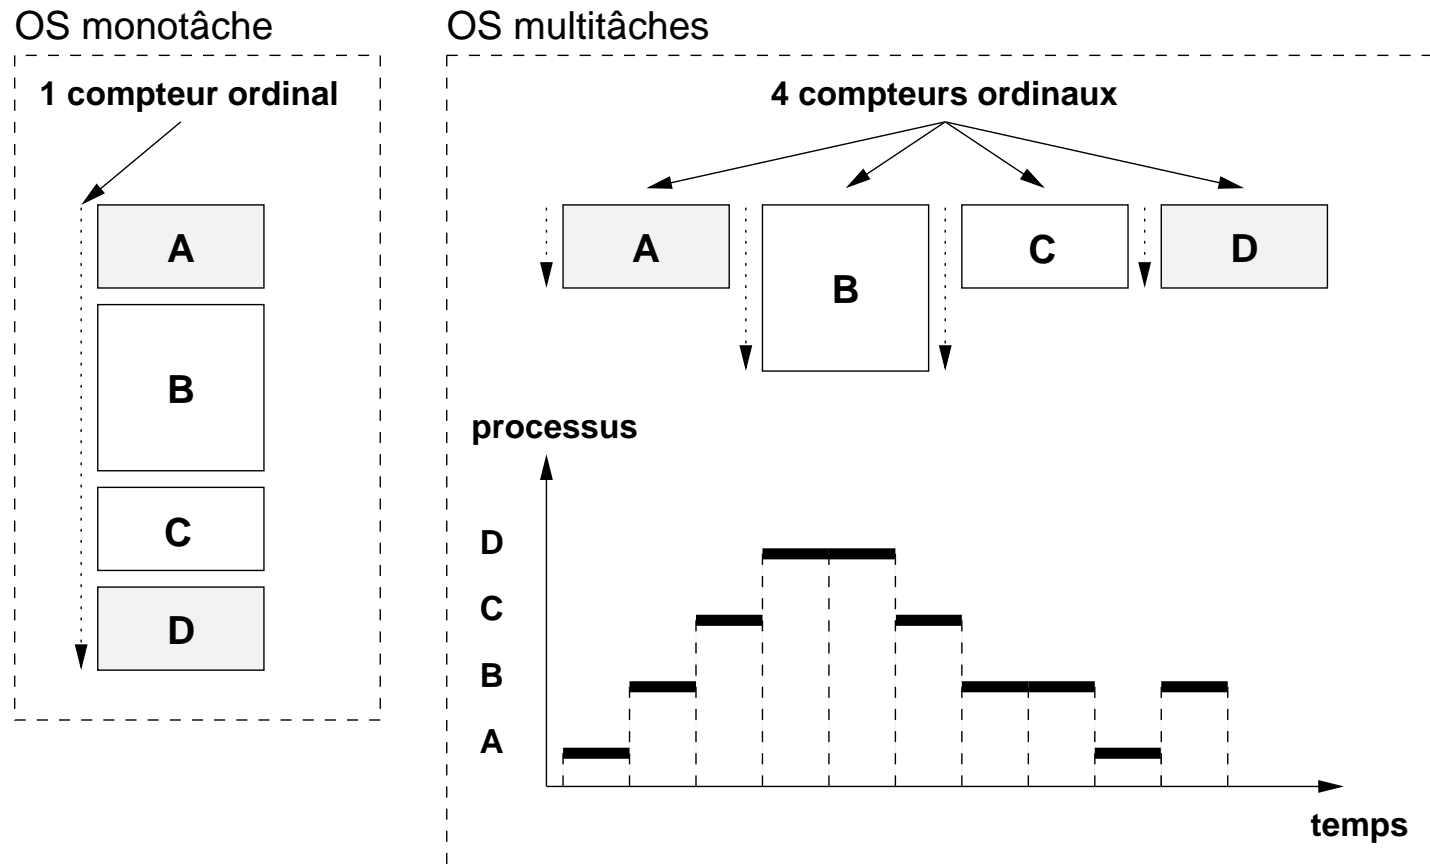 OS monotâche
1 compteur ordinal
A
B
C
D
OS multitâches
4 compteurs ordinaux
A
B
C
D
processus
D
C
B
A
temps